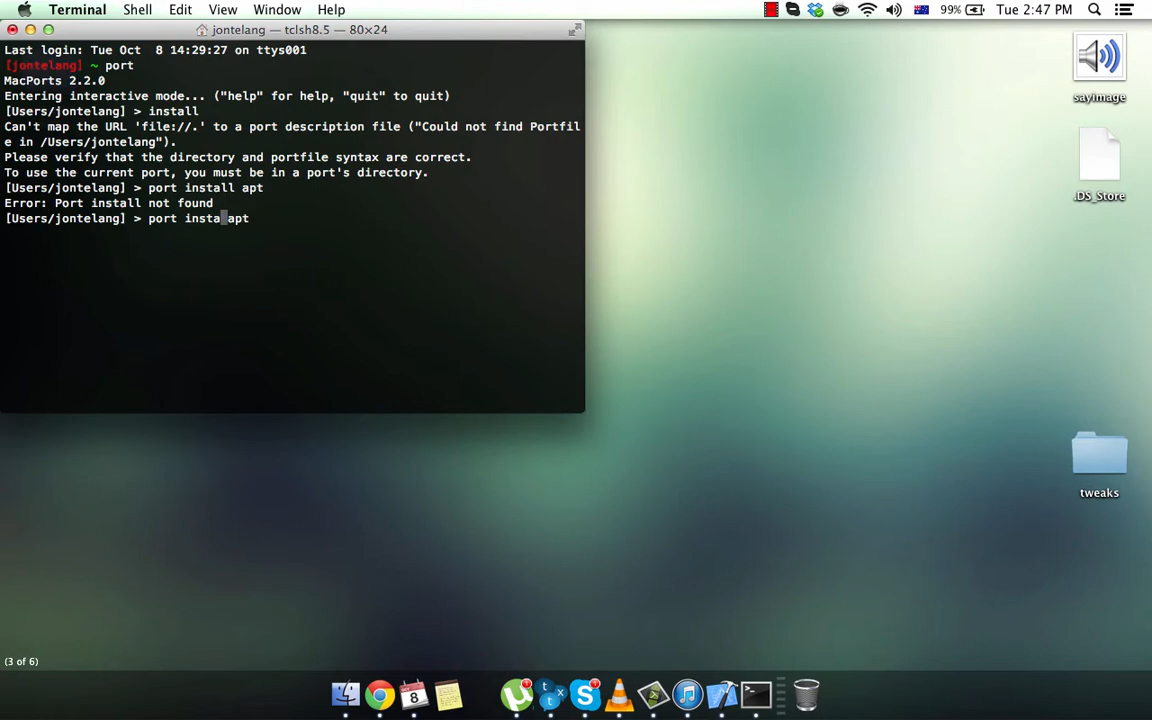 Terminal Shell Edit View Window Help
99% Tue 2:47 PM
jontelang — tclsh8.5 — 80×24
Last login: Tue Oct  8 14:29:27 on ttys001
[jontelang] ~ port
MacPorts 2.2.0
Entering interactive mode... ("help" for help, "quit" to quit)
[Users/jontelang] > install
Can't map the URL 'file://.' to a port description file ("Could not find Portfil
e in /Users/jontelang").
Please verify that the directory and portfile syntax are correct.
To use the current port, you must be in a port's directory.
[Users/jontelang] > port install apt
Error: Port install not found
[Users/jontelang] > port insta apt
sayimage
.DS_Store
tweaks
(3 of 6)
8